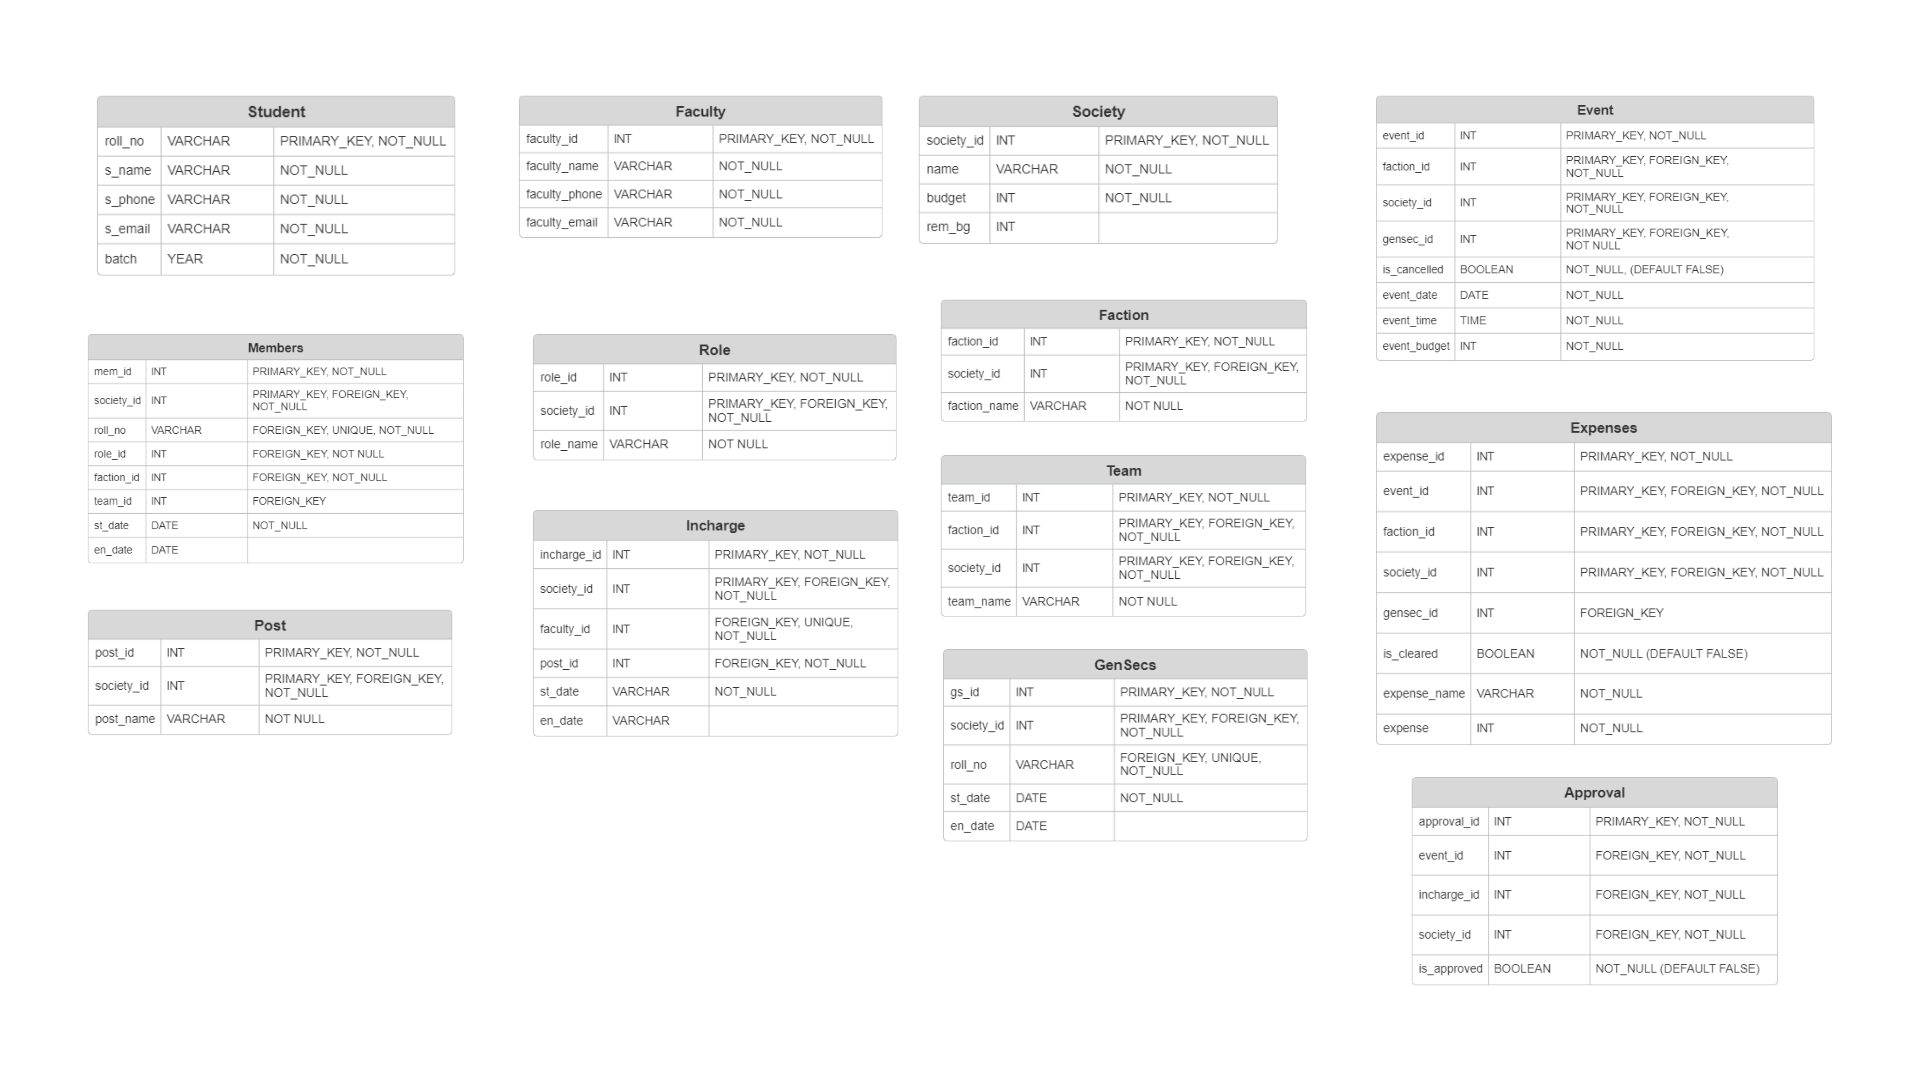 Student
roll_no VARCHAR PRIMARY_KEY, NOT_NULL
s_name VARCHAR NOT_NULL
s_phone VARCHAR NOT_NULL
s_email VARCHAR NOT_NULL
batch YEAR NOT_NULL
Faculty
faculty_id INT PRIMARY_KEY, NOT_NULL
faculty_name VARCHAR NOT_NULL
faculty_phone VARCHAR NOT_NULL
faculty_email VARCHAR NOT_NULL
Society
society_id INT PRIMARY_KEY, NOT_NULL
name VARCHAR NOT_NULL
budget INT NOT_NULL
rem_bg INT
Event
event_id INT PRIMARY_KEY, NOT_NULL
faction_id INT PRIMARY_KEY, FOREIGN_KEY,
NOT_NULL
society_id INT PRIMARY_KEY, FOREIGN_KEY,
NOT_NULL
gensec_id INT PRIMARY_KEY, FOREIGN_KEY,
NOT NULL
is_cancelled BOOLEAN NOT_NULL, (DEFAULT FALSE)
event_date DATE NOT_NULL
event_time TIME NOT_NULL
event_budget INT NOT_NULL
Members
mem_id INT PRIMARY_KEY, NOT_NULL
society_id INT PRIMARY_KEY, FOREIGN_KEY,
NOT_NULL
roll_no VARCHAR FOREIGN_KEY, UNIQUE, NOT_NULL
role_id INT FOREIGN_KEY, NOT NULL
faction_id INT FOREIGN_KEY, NOT_NULL
team_id INT FOREIGN_KEY
st_date DATE NOT_NULL
en_date DATE
Role
role_id INT PRIMARY_KEY, NOT_NULL
society_id INT PRIMARY_KEY, FOREIGN_KEY,
NOT_NULL
role_name VARCHAR NOT NULL
Faction
faction_id INT PRIMARY_KEY, NOT_NULL
society_id INT PRIMARY_KEY, FOREIGN_KEY,
NOT_NULL
faction_name VARCHAR NOT NULL
Team
team_id INT PRIMARY_KEY, NOT_NULL
faction_id INT PRIMARY_KEY, FOREIGN_KEY,
NOT_NULL
society_id INT PRIMARY_KEY, FOREIGN_KEY,
NOT_NULL
team_name VARCHAR NOT NULL
Expenses
expense_id INT PRIMARY_KEY, NOT_NULL
event_id INT PRIMARY_KEY, FOREIGN_KEY, NOT_NULL
faction_id INT PRIMARY_KEY, FOREIGN_KEY, NOT_NULL
society_id INT PRIMARY_KEY, FOREIGN_KEY, NOT_NULL
gensec_id INT FOREIGN_KEY
is_cleared BOOLEAN NOT_NULL (DEFAULT FALSE)
expense_name VARCHAR NOT_NULL
expense INT NOT_NULL
Post
post_id INT PRIMARY_KEY, NOT_NULL
society_id INT PRIMARY_KEY, FOREIGN_KEY,
NOT_NULL
post_name VARCHAR NOT NULL
Incharge
incharge_id INT PRIMARY_KEY, NOT_NULL
society_id INT PRIMARY_KEY, FOREIGN_KEY,
NOT_NULL
faculty_id INT FOREIGN_KEY, UNIQUE,
NOT_NULL
post_id INT FOREIGN_KEY, NOT_NULL
st_date VARCHAR NOT_NULL
en_date VARCHAR
GenSecs
gs_id INT PRIMARY_KEY, NOT_NULL
society_id INT PRIMARY_KEY, FOREIGN_KEY,
NOT_NULL
roll_no VARCHAR FOREIGN_KEY, UNIQUE,
NOT_NULL
st_date DATE NOT_NULL
en_date DATE
Approval
approval_id INT PRIMARY_KEY, NOT_NULL
event_id INT FOREIGN_KEY, NOT_NULL
incharge_id INT FOREIGN_KEY, NOT_NULL
society_id INT FOREIGN_KEY, NOT_NULL
is_approved BOOLEAN NOT_NULL (DEFAULT FALSE)